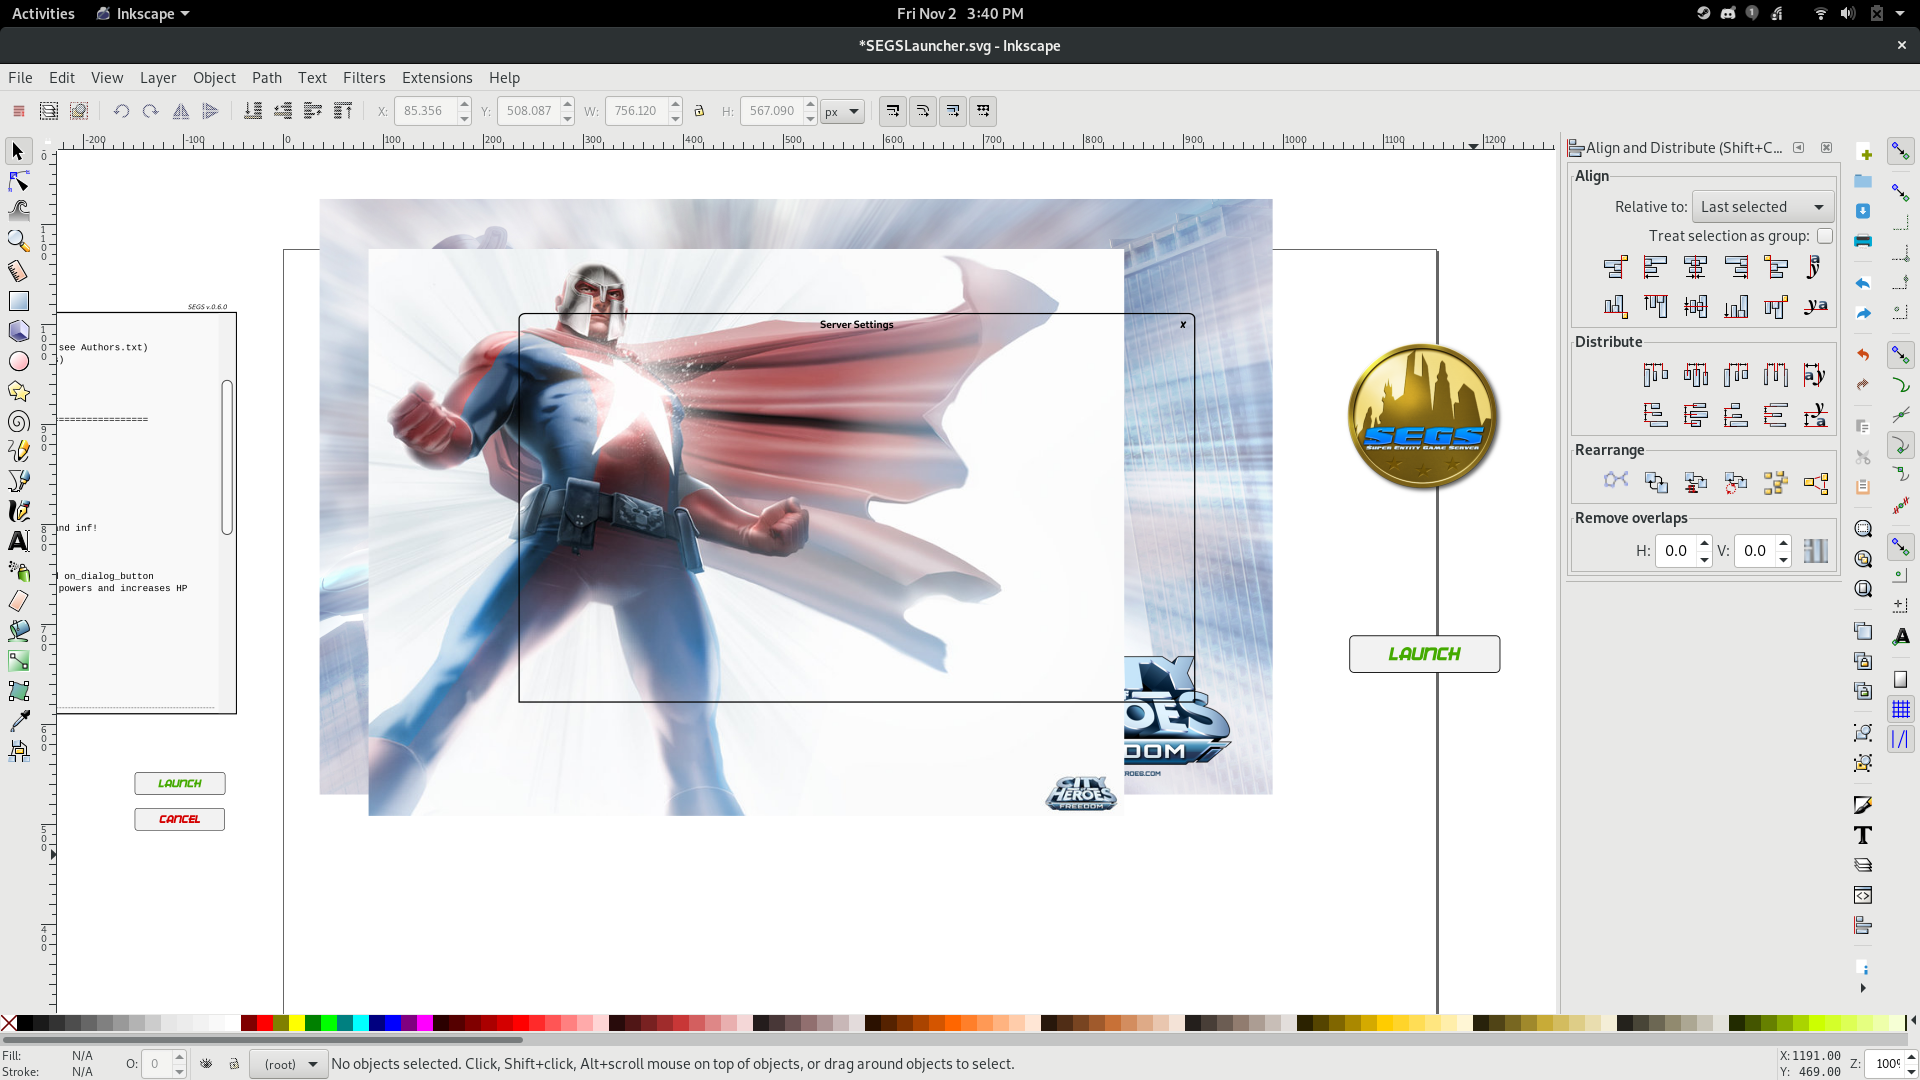 Activities Inkscape Fri Nov 2 3:40 PM
*SEGSLauncher.svg - Inkscape
File Edit View Layer Object Path Text Filters Extensions Help
X: 85.356 Y: 508.087 W: 756.120 H: 567.090 px
-200 -100 0 100 200 300 400 500 600 700 800 900 1000 1100 1200
Align and Distribute (Shift+C...
Align
Relative to: Last selected
Treat selection as group:
Distribute
Rearrange
Remove overlaps
H: 0.0 V: 0.0
SEGS v.0.6.0
see Authors.txt)
================
and inf!
on_dialog_button
powers and increases HP
LAUNCH
CANCEL
Server Settings x
SEGS
SUPER ENTITY GAME SERVER
LAUNCH
CITY
HEROES
FREEDOM
Fill: N/A
Stroke: N/A
O: 0
(root)
No objects selected. Click, Shift+click, Alt+scroll mouse on top of objects, or drag around objects to select.
X: 1191.00
Y: 469.00
Z: 100%